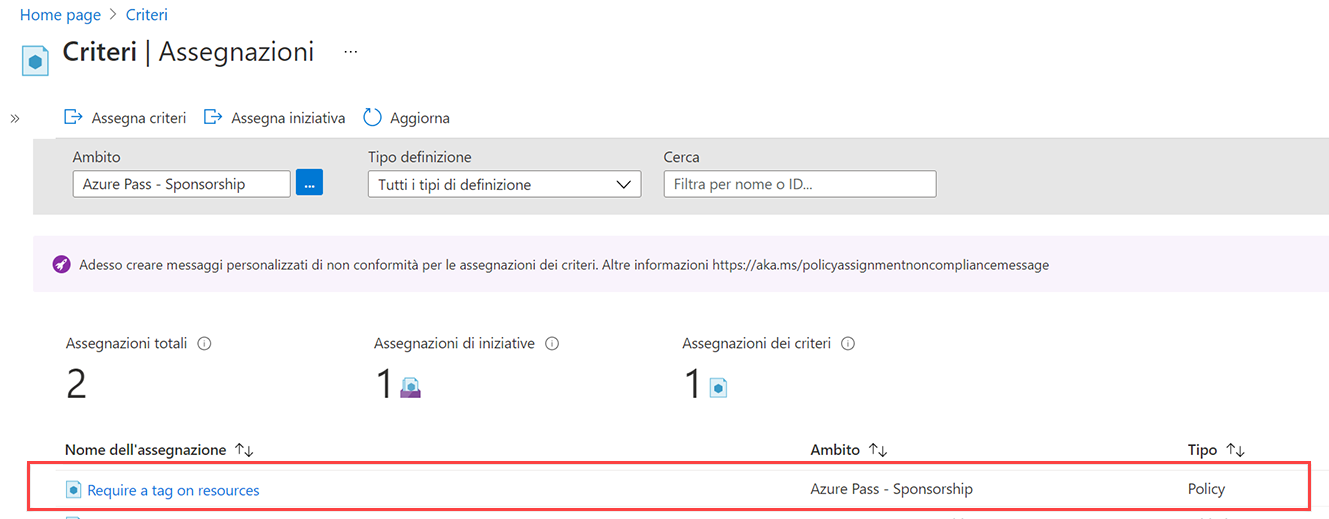 Home page > Criteri
Criteri | Assegnazioni ...
» Assegna criteri Assegna iniziativa Aggiorna
Ambito Tipo definizione Cerca
Azure Pass - Sponsorship ... Tutti i tipi di definizione Filtra per nome o ID...
Adesso creare messaggi personalizzati di non conformità per le assegnazioni dei criteri. Altre informazioni https://aka.ms/policyassignmentnoncompliancemessage
Assegnazioni totali Assegnazioni di iniziative Assegnazioni dei criteri
2 1 1
Nome dell'assegnazione ↑↓ Ambito ↑↓ Tipo ↑↓
Require a tag on resources Azure Pass - Sponsorship Policy